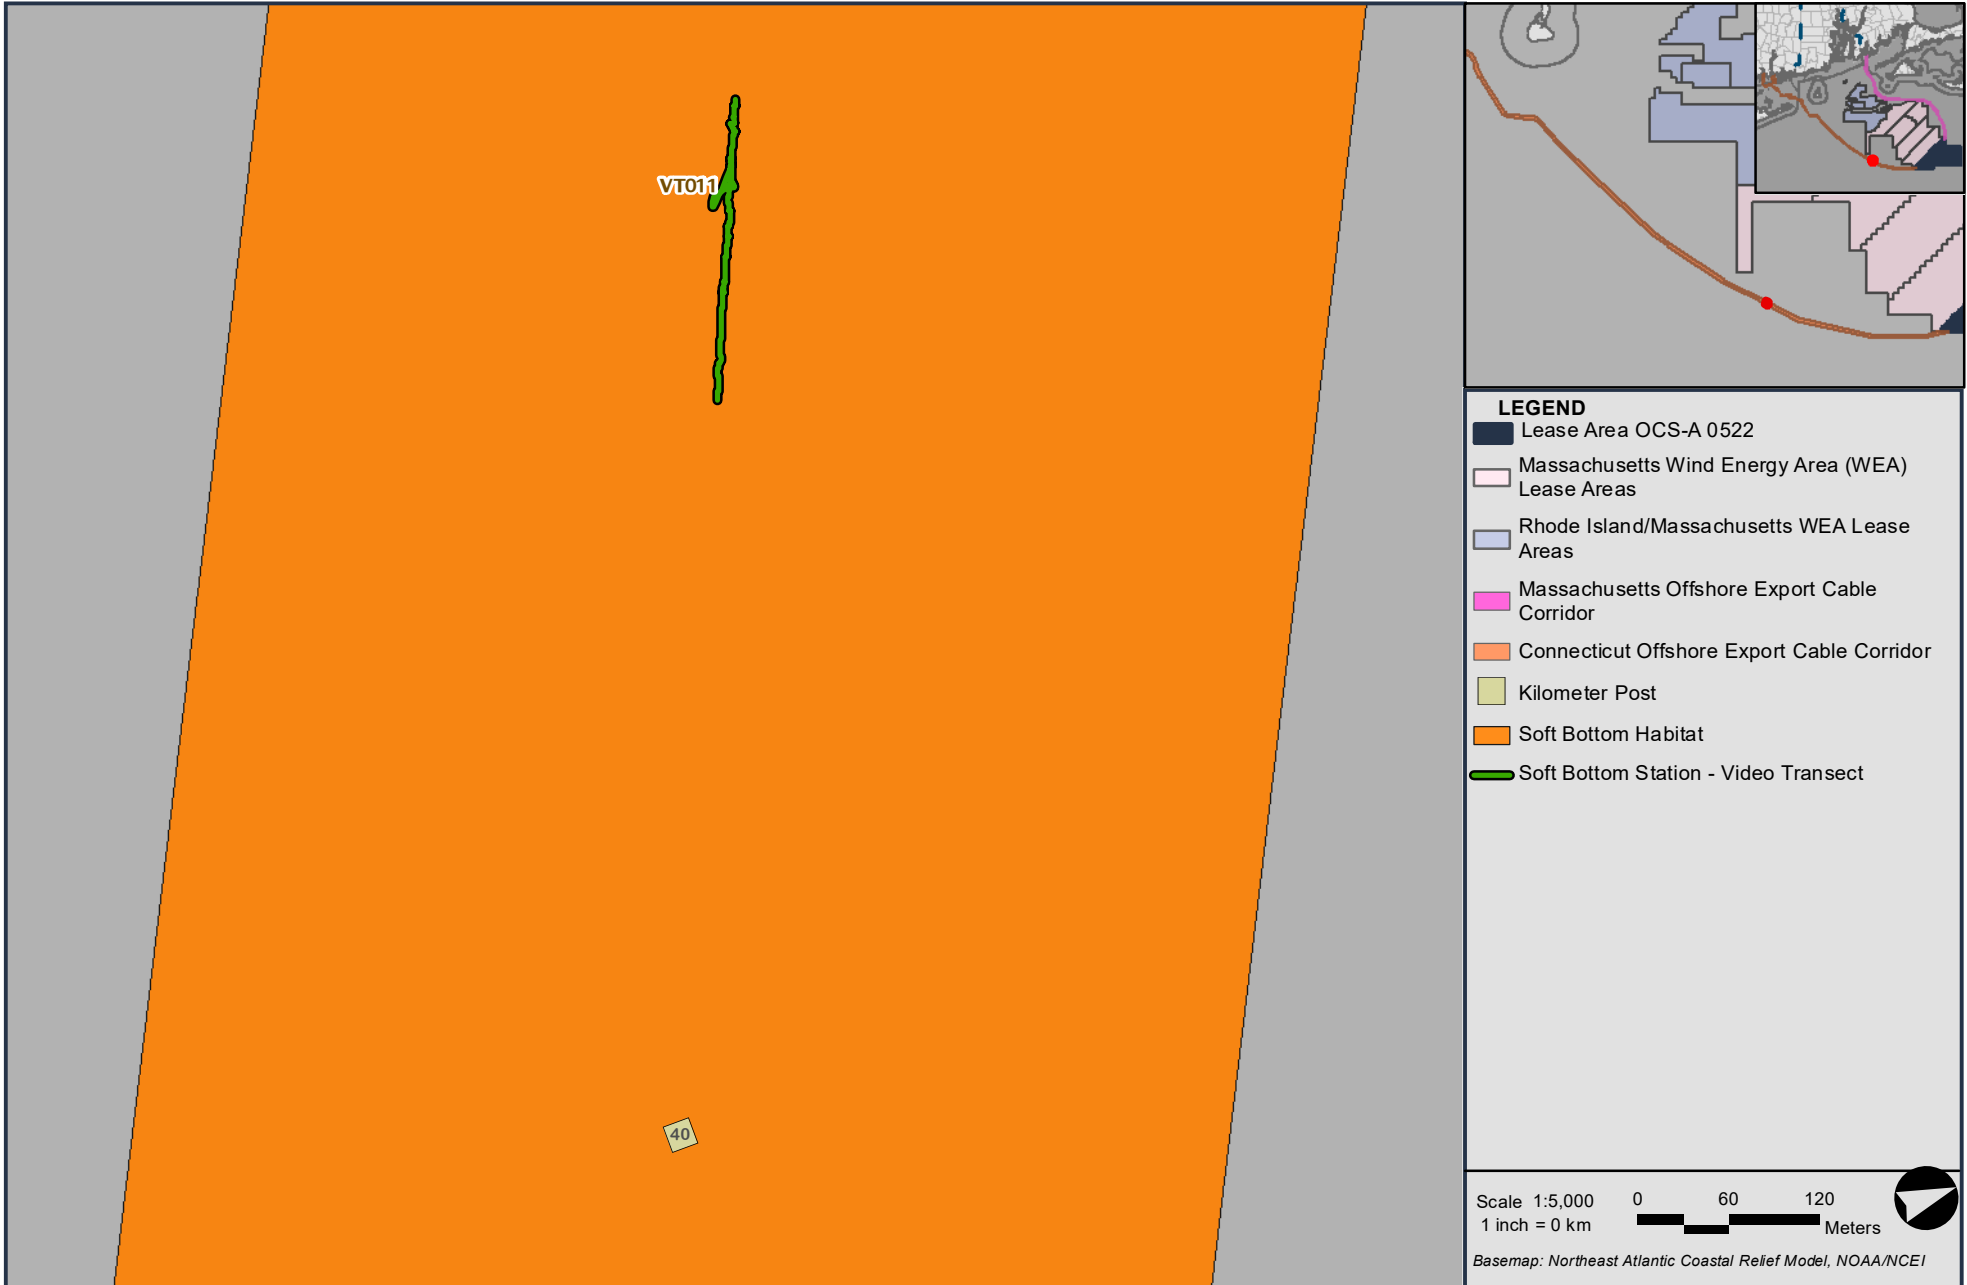 VT011
40
LEGEND
Lease Area OCS-A 0522
Massachusetts Wind Energy Area (WEA)
Lease Areas
Rhode Island/Massachusetts WEA Lease
Areas
Massachusetts Offshore Export Cable
Corridor
Connecticut Offshore Export Cable Corridor
Kilometer Post
Soft Bottom Habitat
Soft Bottom Station - Video Transect
Scale 1:5,000
1 inch = 0 km
0 60 120
Meters
Basemap: Northeast Atlantic Coastal Relief Model, NOAA/NCEI